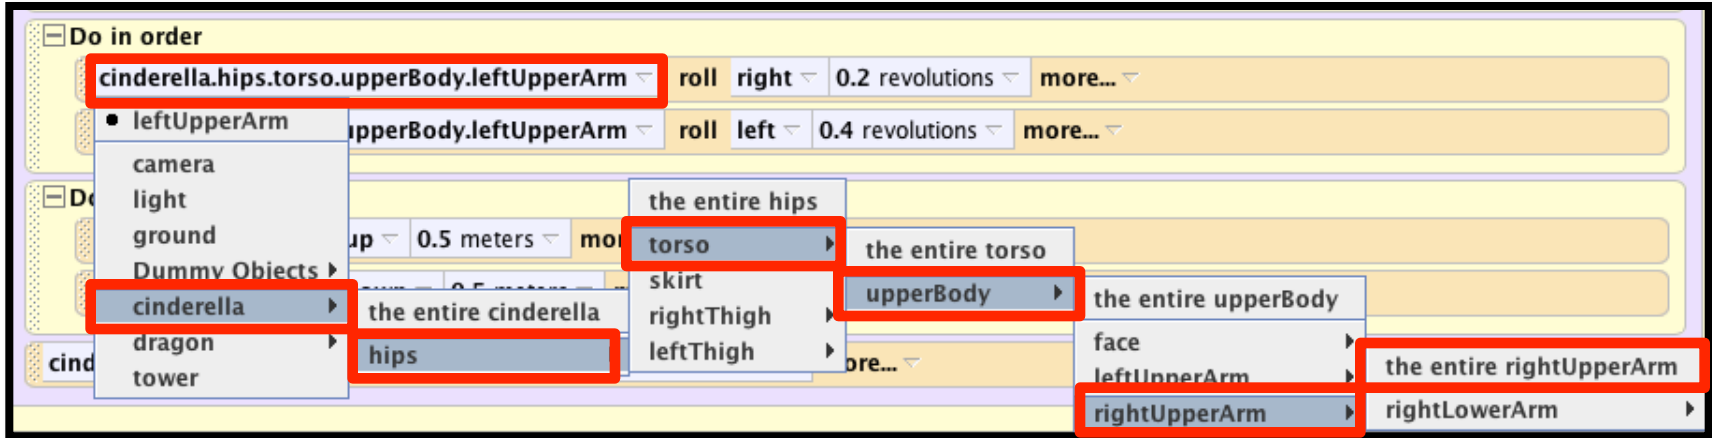 Do in order
cinderella.hips.torso.upperBody.leftUpperArm roll right 0.2 revolutions more...
leftUpperArm
upperBody.leftUpperArm roll left 0.4 revolutions more...
camera
light
ground
Dummy Objects
cinderella
dragon
tower
Do
up 0.5 meters
the entire cinderella
hips
the entire hips
torso
skirt
rightThigh
leftThigh
the entire torso
upperBody
the entire upperBody
face
leftUpperArm
rightUpperArm
the entire rightUpperArm
rightLowerArm
cind
ore...